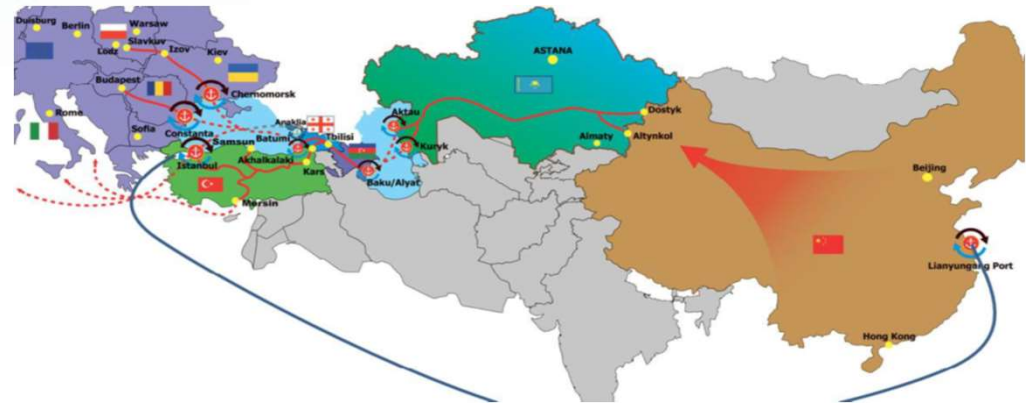 Duisburg
Berlin
Warsaw
Lodz
Slavkuv
Izov
Kiev
Budapest
Chernomorsk
Rome
Sofia
Constanta
Anaklia
Samsun
Batumi
Tbilisi
Istanbul
Akhalkalaki
Kars
Mersin
Baku/Alyat
Aktau
Kuryk
ASTANA
Dostyk
Almaty
Altynkol
Beijing
Lianyungang Port
Hong Kong